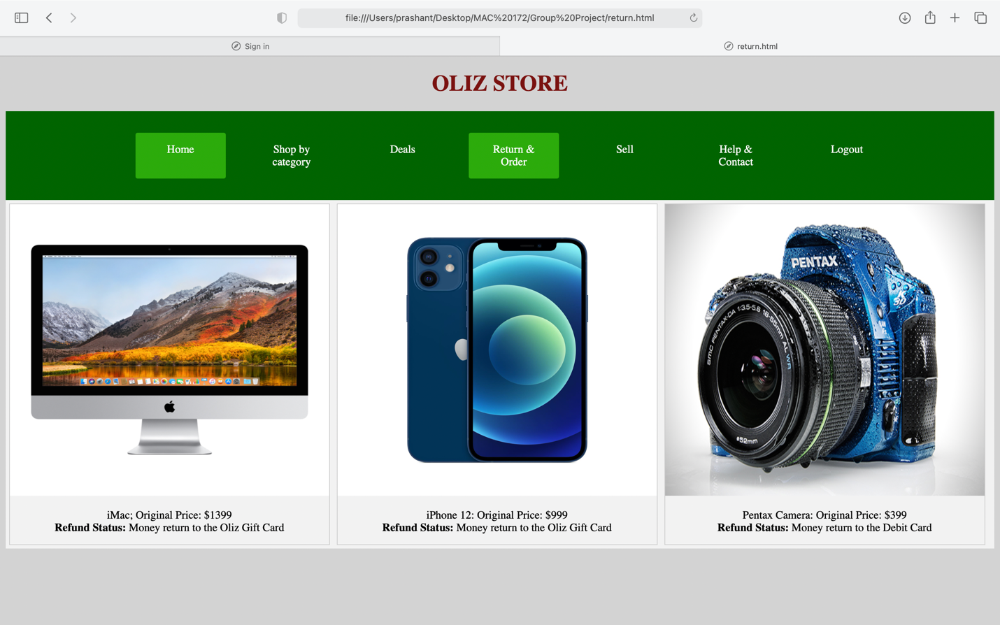 file:///Users/prashant/Desktop/MAC%20172/Group%20Project/return.html
Sign in
return.html
OLIZ STORE
Home
Shop by
category
Deals
Return &
Order
Sell
Help &
Contact
Logout
PENTAX
SMC PENTAX-DA 1:3.5-5.6 18-55mm AL WR
ø52mm
iMac; Original Price: $1399
Refund Status: Money return to the Oliz Gift Card
iPhone 12: Original Price: $999
Refund Status: Money return to the Oliz Gift Card
Pentax Camera: Original Price: $399
Refund Status: Money return to the Debit Card